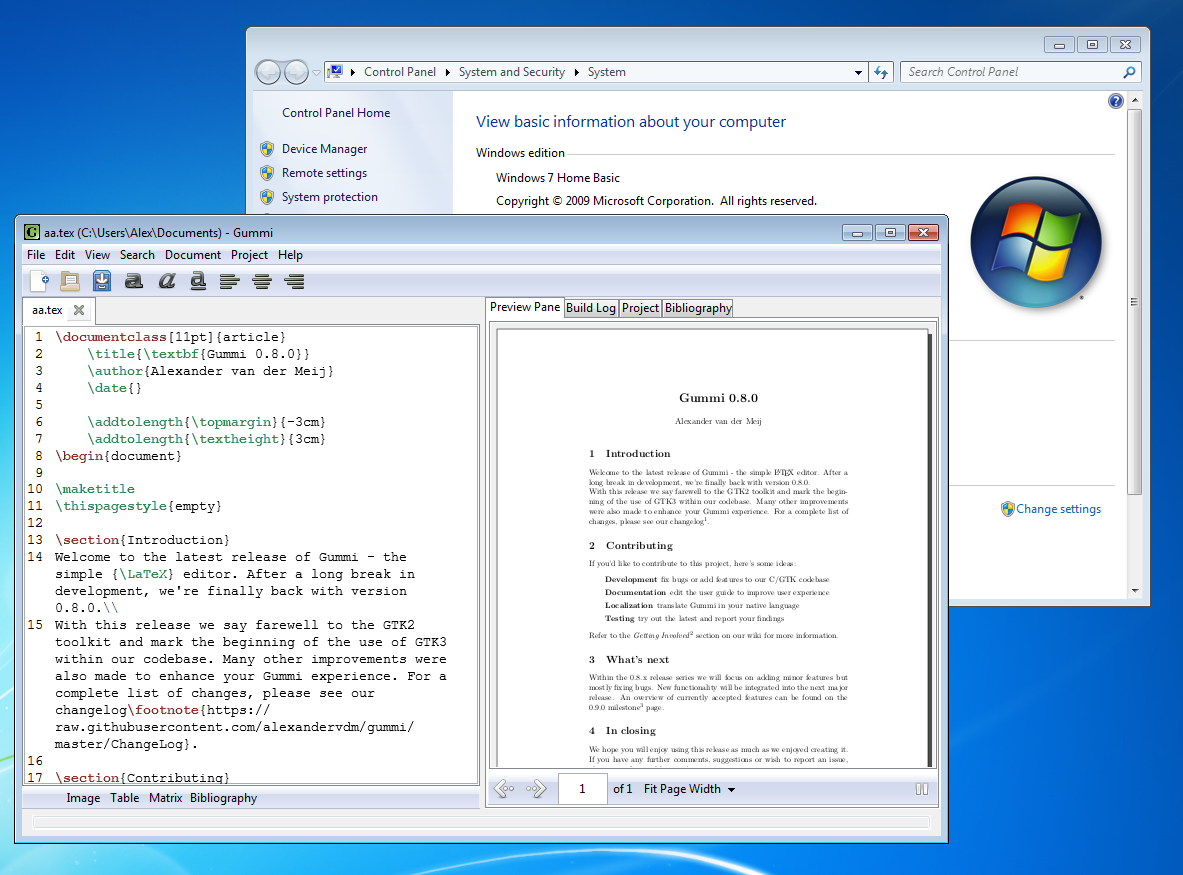 Control Panel
System and Security
System
Search Control Panel
Control Panel Home
Device Manager
Remote settings
System protection
View basic information about your computer
Windows edition
Windows 7 Home Basic
Copyright © 2009 Microsoft Corporation. All rights reserved.
Change settings
aa.tex (C:\Users\Alex\Documents) - Gummi
File Edit View Search Document Project Help
a a a
aa.tex
1 \documentclass[11pt]{article}
2 \title{\textbf{Gummi 0.8.0}}
3 \author{Alexander van der Meij}
4 \date{}
5
6 \addtolength{\topmargin}{-3cm}
7 \addtolength{\textheight}{3cm}
8 \begin{document}
9
10 \maketitle
11 \thispagestyle{empty}
12
13 \section{Introduction}
14 Welcome to the latest release of Gummi - the
simple {\LaTeX} editor. After a long break in
development, we're finally back with version
0.8.0.\\
15 With this release we say farewell to the GTK2
toolkit and mark the beginning of the use of GTK3
within our codebase. Many other improvements were
also made to enhance your Gummi experience. For a
complete list of changes, please see our
changelog\footnote{https://
raw.githubusercontent.com/alexandervdm/gummi/
master/ChangeLog}.
16
17 \section{Contributing}
Image Table Matrix Bibliography
Preview Pane Build Log Project Bibliography
Gummi 0.8.0
Alexander van der Meij
1 Introduction
Welcome to the latest release of Gummi - the simple LATEX editor. After a
long break in development, we're finally back with version 0.8.0.
With this release we say farewell to the GTK2 toolkit and mark the begin-
ning of the use of GTK3 within our codebase. Many other improvements
were also made to enhance your Gummi experience. For a complete list of
changes, please see our changelog1.
2 Contributing
If you'd like to contribute to this project, here's some ideas:
Development fix bugs or add features to our C/GTK codebase
Documentation edit the user guide to improve user experience
Localization translate Gummi in your native language
Testing try out the latest and report your findings
Refer to the Getting Involved2 section on our wiki for more information.
3 What's next
Within the 0.8.x release series we will focus on adding minor features but
mostly fixing bugs. New functionality will be integrated into the next major
release. An overview of currently accepted features can be found on the
0.9.0 milestone3 page.
4 In closing
We hope you will enjoy using this release as much as we enjoyed creating it.
If you have any further comments, suggestions or wish to report an issue,
1 of 1 Fit Page Width